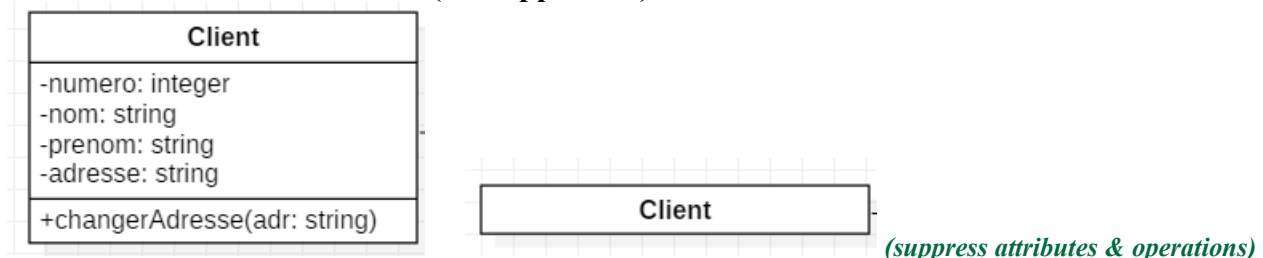 Client
-numero: integer
-nom: string
-prenom: string
-adresse: string
+changerAdresse(adr: string)
Client
(suppress attributes & operations)